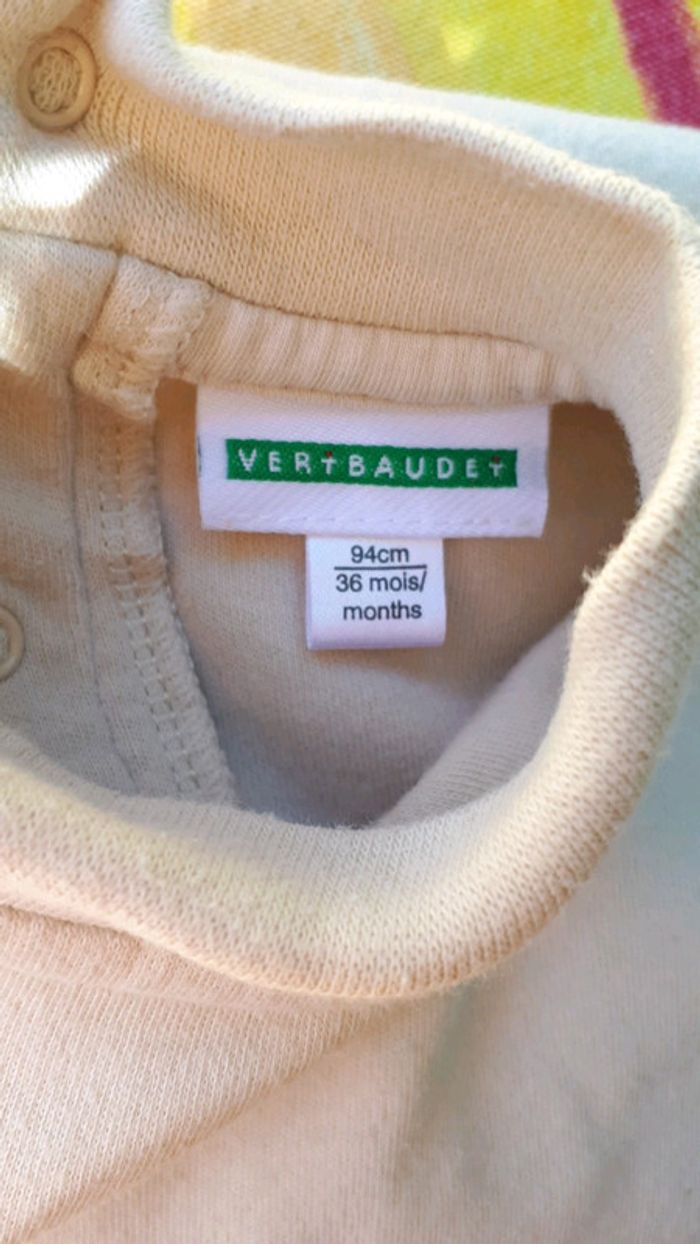 VERTBAUDET
94cm
36 mois/
months